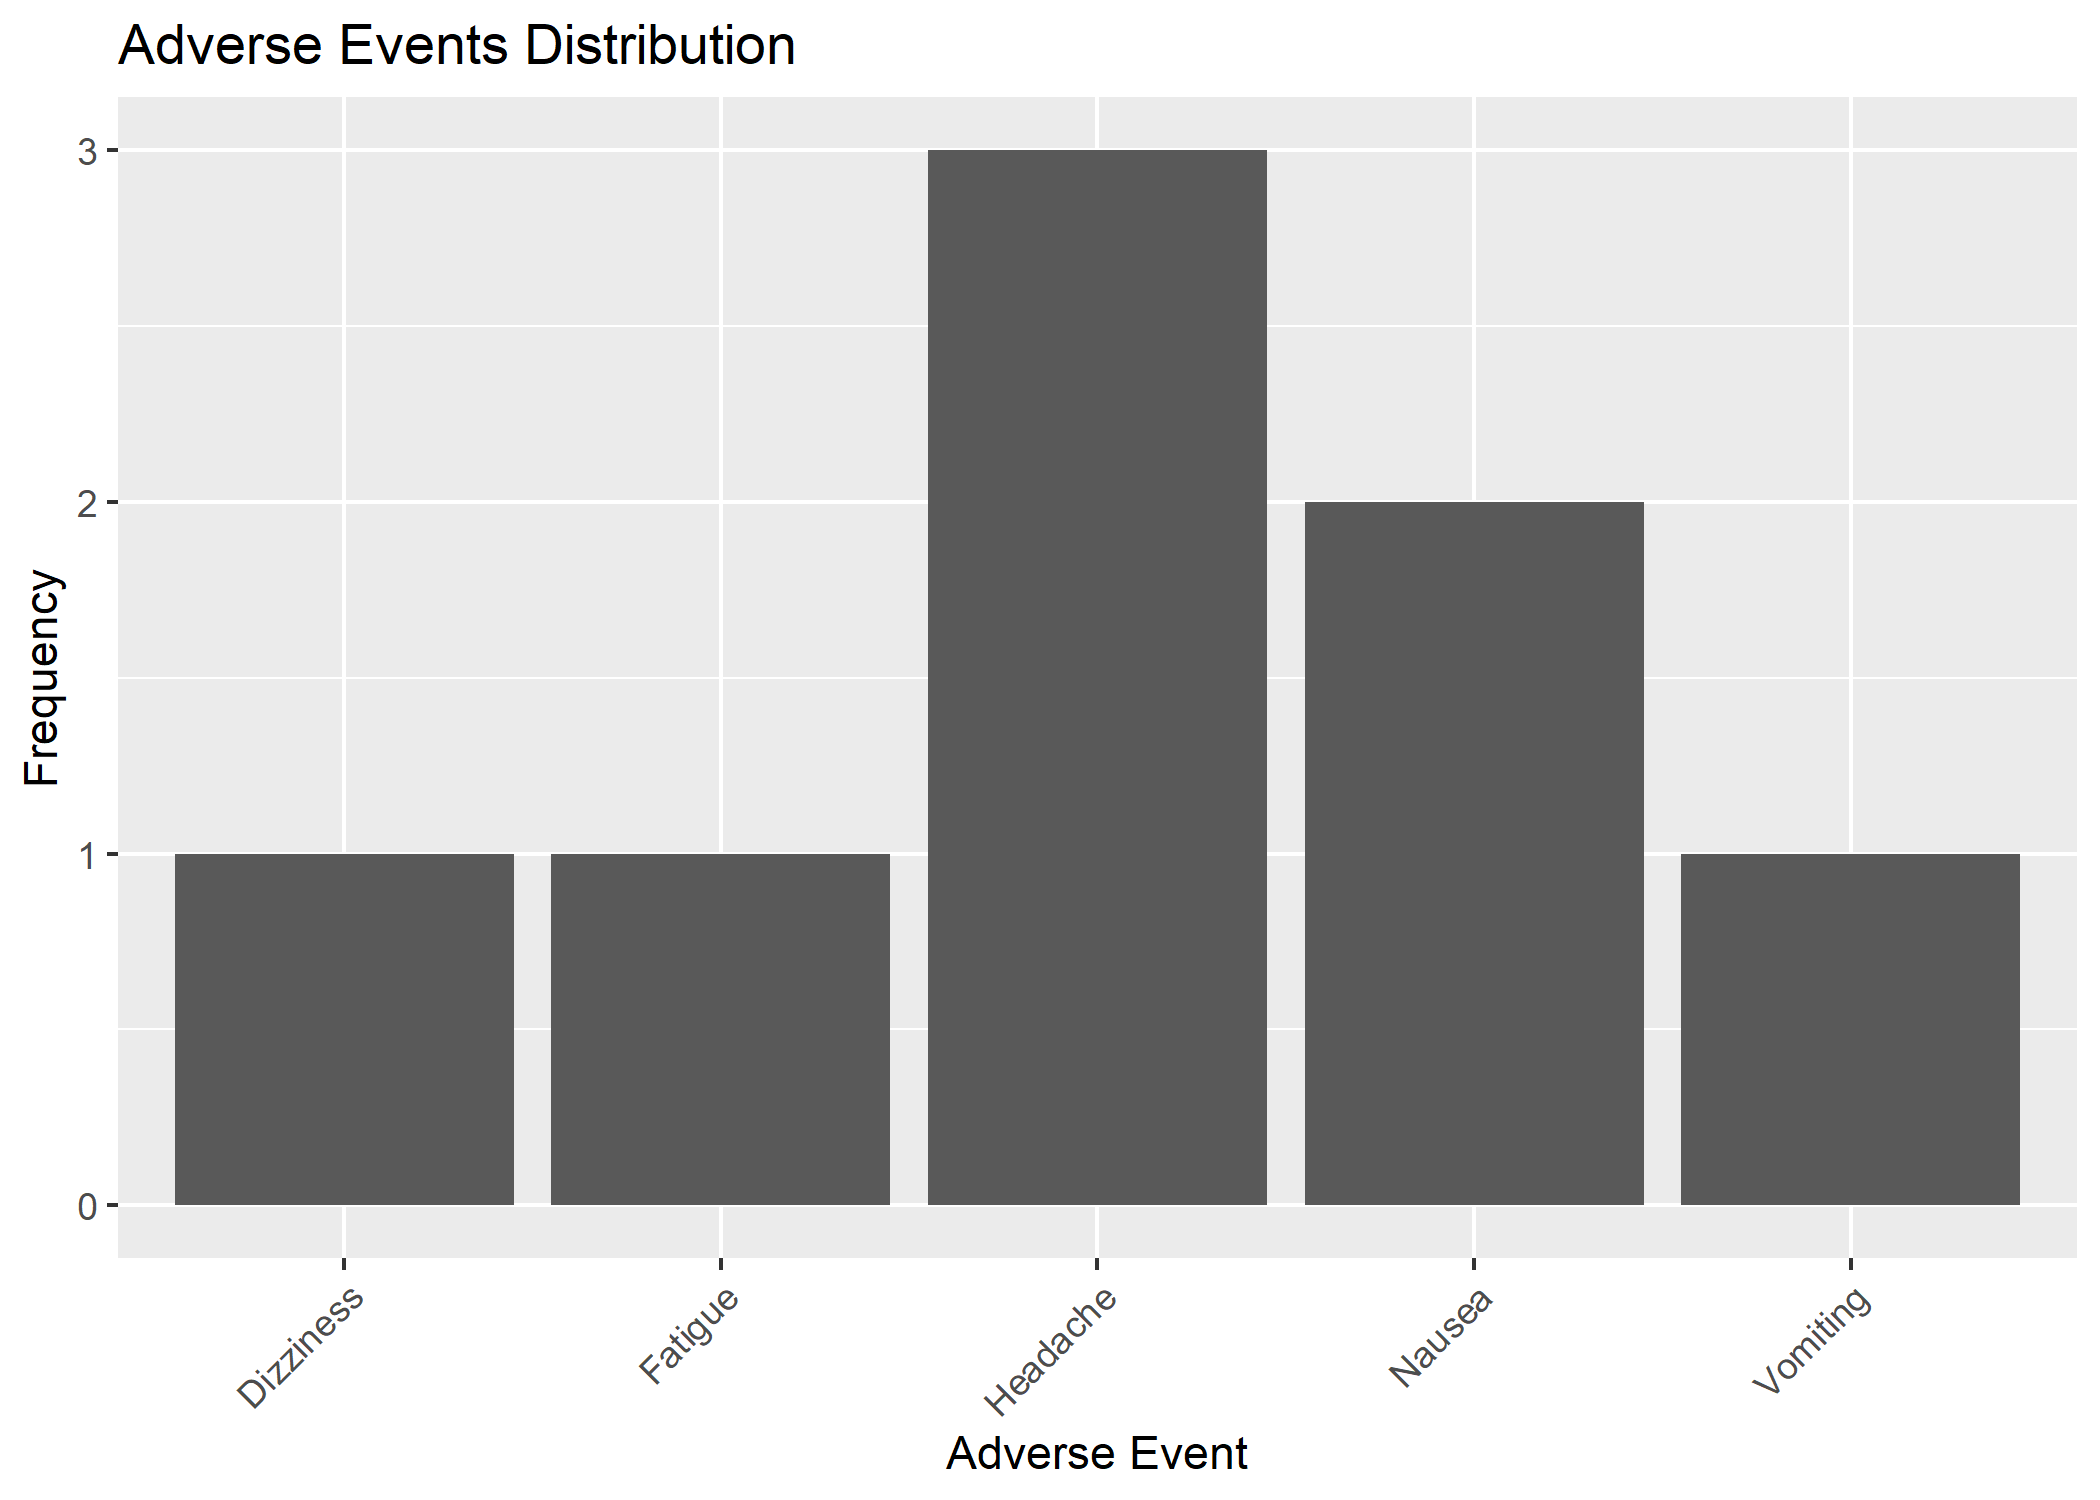 Adverse Events Distribution
3
2
1
0
Frequency
Dizziness
Fatigue
Headache
Nausea
Vomiting
Adverse Event